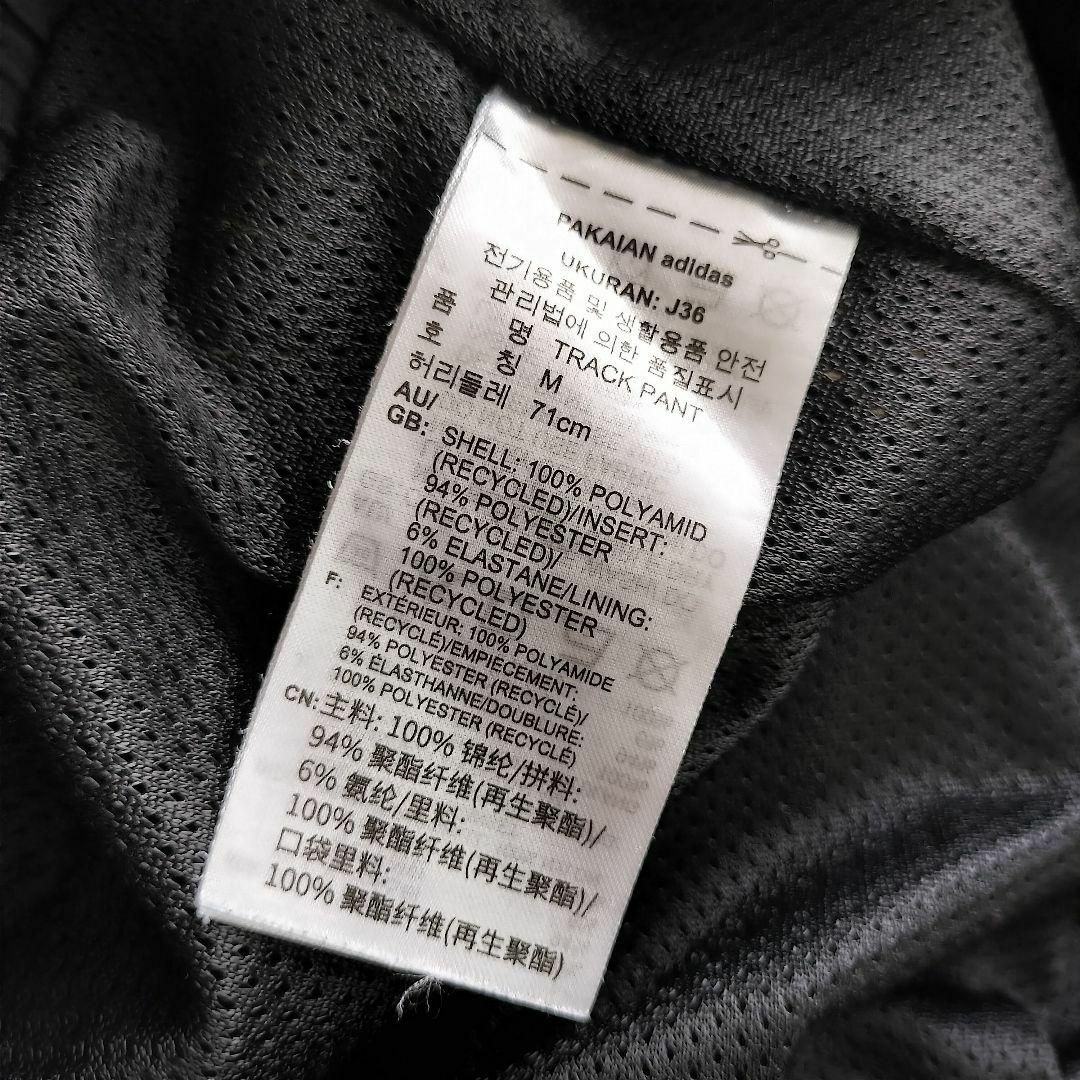 PAKAIAN adidas
UKURAN: J36
전기용품 및 생활용품 안전
관리법에 의한 품질표시
품 명 TRACK PANT
호 칭 M
허리둘레 71cm
AU/
GB: SHELL: 100% POLYAMID
(RECYCLED)/INSERT:
94% POLYESTER
(RECYCLED)/
6% ELASTANE/LINING:
100% POLYESTER
(RECYCLED)
F: EXTÉRIEUR: 100% POLYAMIDE
(RECYCLÉ)/EMPIECEMENT:
94% POLYESTER (RECYCLÉ)/
6% ÉLASTHANNE/DOUBLURE:
100% POLYESTER (RECYCLÉ)
CN: 主料: 100% 锦纶/拼料:
94% 聚酯纤维(再生聚酯)/
6% 氨纶/里料:
100% 聚酯纤维(再生聚酯)/
口袋里料:
100% 聚酯纤维(再生聚酯)